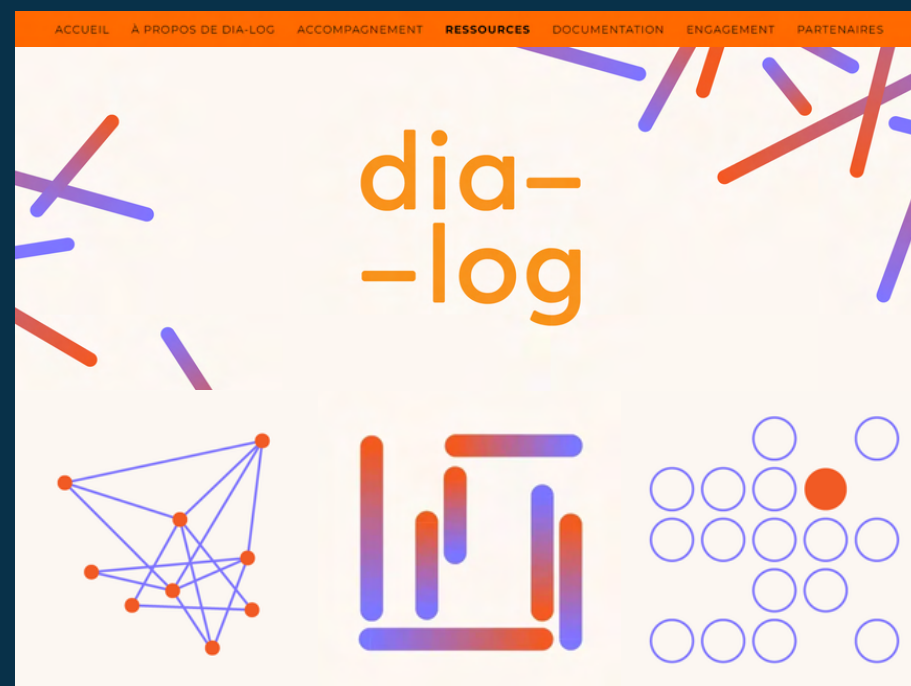 ACCUEIL À PROPOS DE DIA-LOG ACCOMPAGNEMENT RESSOURCES DOCUMENTATION ENGAGEMENT PARTENAIRES
dia–
–log